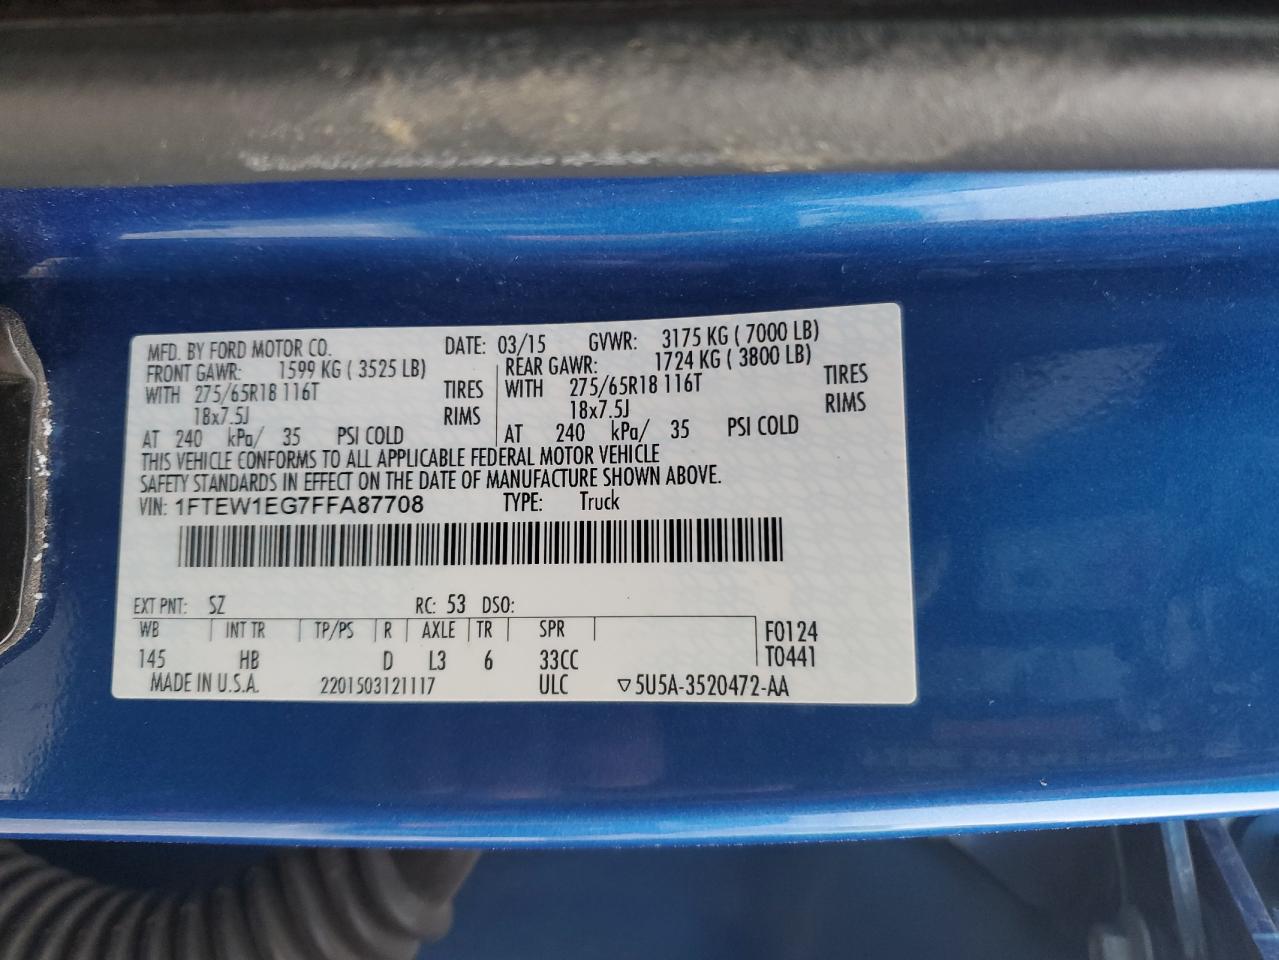 MFD. BY FORD MOTOR CO. DATE: 03/15 GVWR: 3175 KG ( 7000 LB)
FRONT GAWR: 1599 KG ( 3525 LB) REAR GAWR: 1724 KG ( 3800 LB)
WITH 275/65R18 116T TIRES WITH 275/65R18 116T TIRES
18x7.5J RIMS 18x7.5J RIMS
AT 240 kPa/ 35 PSI COLD AT 240 kPa/ 35 PSI COLD
THIS VEHICLE CONFORMS TO ALL APPLICABLE FEDERAL MOTOR VEHICLE
SAFETY STANDARDS IN EFFECT ON THE DATE OF MANUFACTURE SHOWN ABOVE.
VIN: 1FTEW1EG7FFA87708 TYPE: Truck
EXT PNT: SZ RC: 53 DSO:
WB INT TR TP/PS R AXLE TR SPR F0124
145 HB D L3 6 33CC T0441
MADE IN U.S.A. 2201503121117 ULC ▽5U5A-3520472-AA